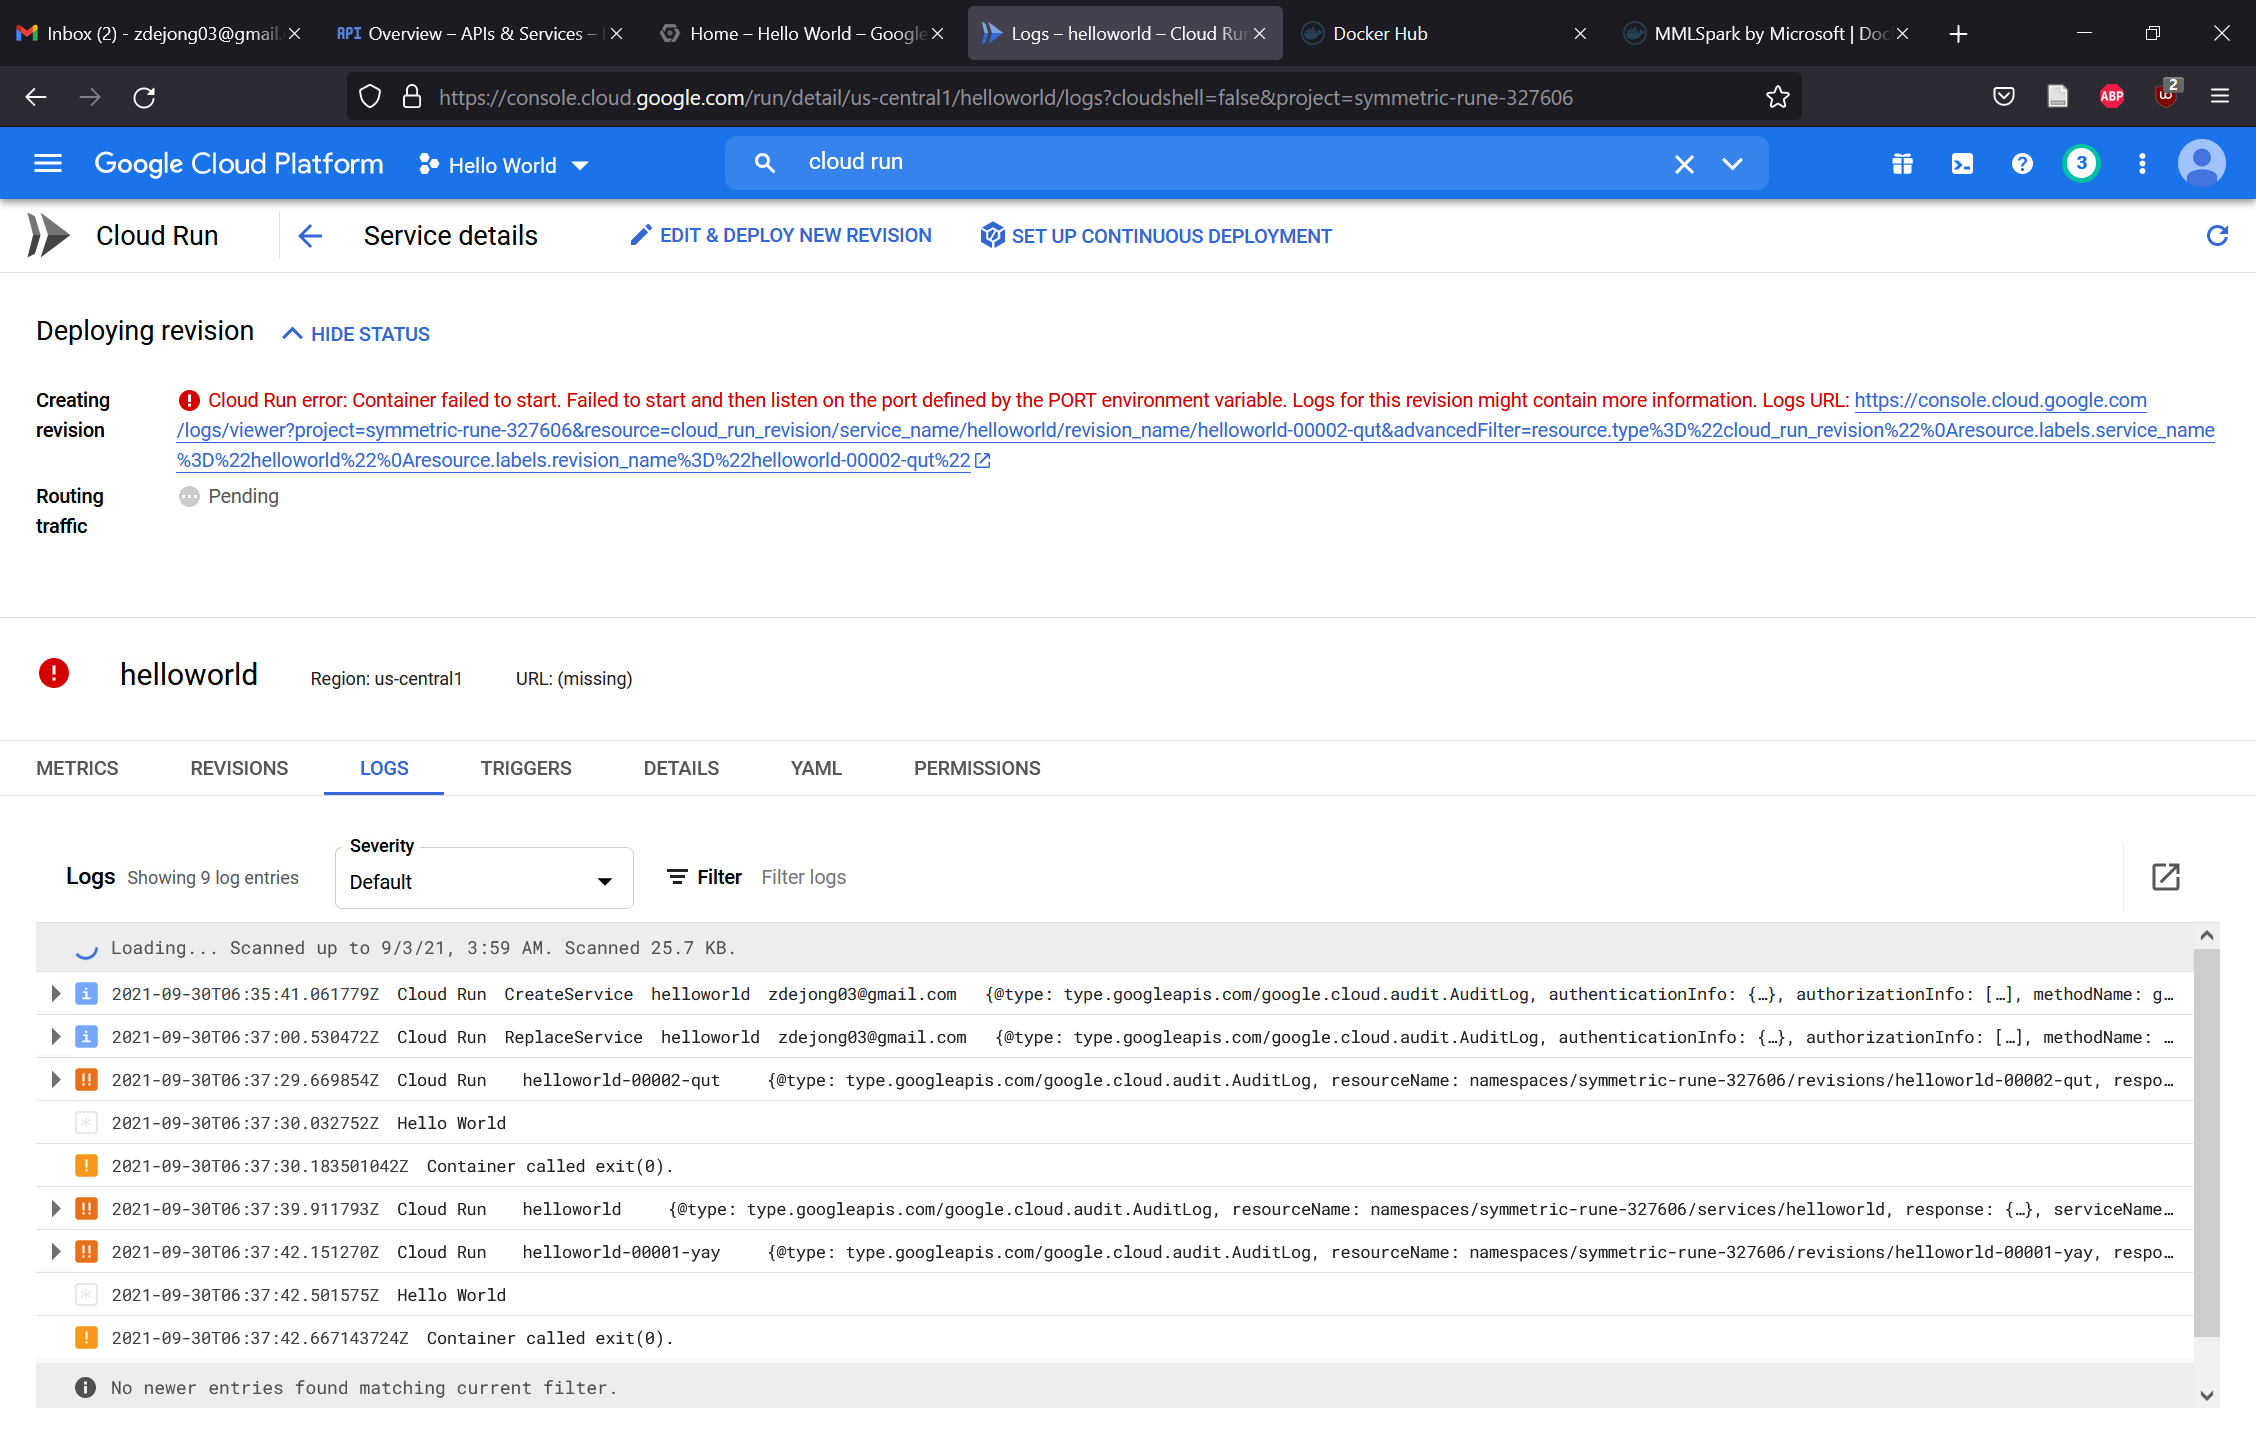 Inbox (2) - zdejong03@gmail. Overview – APIs & Services – Home – Hello World – Google Logs – helloworld – Cloud Run Docker Hub MMLSpark by Microsoft | Doc
https://console.cloud.google.com/run/detail/us-central1/helloworld/logs?cloudshell=false&project=symmetric-rune-327606 ABP 2
Google Cloud Platform Hello World cloud run 3
Cloud Run Service details EDIT & DEPLOY NEW REVISION SET UP CONTINUOUS DEPLOYMENT
Deploying revision HIDE STATUS
Creating revision
Cloud Run error: Container failed to start. Failed to start and then listen on the port defined by the PORT environment variable. Logs for this revision might contain more information. Logs URL: https://console.cloud.google.com
/logs/viewer?project=symmetric-rune-327606&resource=cloud_run_revision/service_name/helloworld/revision_name/helloworld-00002-qut&advancedFilter=resource.type%3D%22cloud_run_revision%22%0Aresource.labels.service_name
%3D%22helloworld%22%0Aresource.labels.revision_name%3D%22helloworld-00002-qut%22
Routing traffic
Pending
helloworld Region: us-central1 URL: (missing)
METRICS REVISIONS LOGS TRIGGERS DETAILS YAML PERMISSIONS
Severity
Logs Showing 9 log entries Default Filter Filter logs
Loading... Scanned up to 9/3/21, 3:59 AM. Scanned 25.7 KB.
i 2021-09-30T06:35:41.061779Z Cloud Run CreateService helloworld zdejong03@gmail.com {@type: type.googleapis.com/google.cloud.audit.AuditLog, authenticationInfo: {…}, authorizationInfo: […], methodName: g…
i 2021-09-30T06:37:00.530472Z Cloud Run ReplaceService helloworld zdejong03@gmail.com {@type: type.googleapis.com/google.cloud.audit.AuditLog, authenticationInfo: {…}, authorizationInfo: […], methodName: …
!! 2021-09-30T06:37:29.669854Z Cloud Run helloworld-00002-qut {@type: type.googleapis.com/google.cloud.audit.AuditLog, resourceName: namespaces/symmetric-rune-327606/revisions/helloworld-00002-qut, respo…
* 2021-09-30T06:37:30.032752Z Hello World
! 2021-09-30T06:37:30.183501042Z Container called exit(0).
!! 2021-09-30T06:37:39.911793Z Cloud Run helloworld {@type: type.googleapis.com/google.cloud.audit.AuditLog, resourceName: namespaces/symmetric-rune-327606/services/helloworld, response: {…}, serviceName…
!! 2021-09-30T06:37:42.151270Z Cloud Run helloworld-00001-yay {@type: type.googleapis.com/google.cloud.audit.AuditLog, resourceName: namespaces/symmetric-rune-327606/revisions/helloworld-00001-yay, respo…
* 2021-09-30T06:37:42.501575Z Hello World
! 2021-09-30T06:37:42.667143724Z Container called exit(0).
No newer entries found matching current filter.